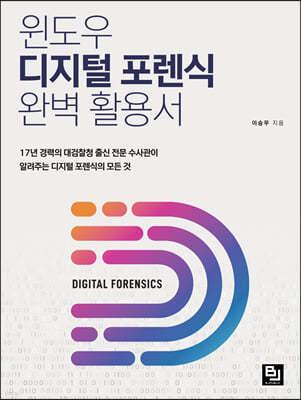 윈도우
디지털 포렌식
완벽 활용서
이승무 지음
17년 경력의 대검찰청 출신 전문 수사관이
알려주는 디지털 포렌식의 모든 것
DIGITAL FORENSICS
BJ